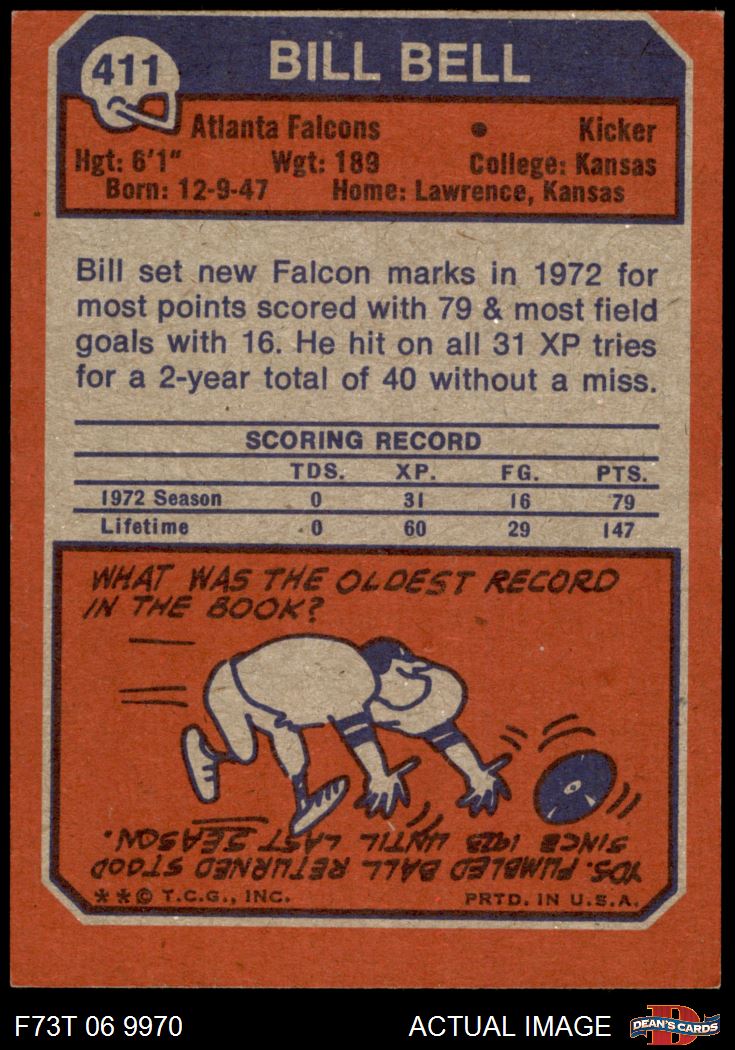 411
BILL BELL
Atlanta Falcons • Kicker
Hgt: 6'1" Wgt: 189 College: Kansas
Born: 12-9-47 Home: Lawrence, Kansas
Bill set new Falcon marks in 1972 for
most points scored with 79 & most field
goals with 16. He hit on all 31 XP tries
for a 2-year total of 40 without a miss.
SCORING RECORD
TDS. XP. FG. PTS.
1972 Season 0 31 16 79
Lifetime 0 60 29 147
WHAT WAS THE OLDEST RECORD
IN THE BOOK?
YDS. FUMBLED BALL RETURNED STOOD
SINCE 1923 UNTIL LAST SEASON.
**© T.C.G., INC. PRTD. IN U.S.A.
F73T 06 9970 ACTUAL IMAGE
D
DEAN'S CARDS